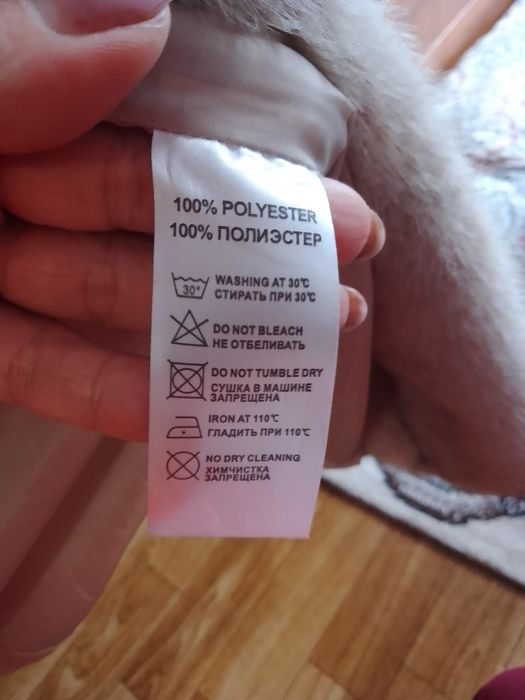 100% POLYESTER
100% ПОЛИЭСТЕР
30°
WASHING AT 30℃
СТИРАТЬ ПРИ 30℃
DO NOT BLEACH
НЕ ОТБЕЛИВАТЬ
DO NOT TUMBLE DRY
СУШКА В МАШИНЕ
ЗАПРЕЩЕНА
IRON AT 110℃
ГЛАДИТЬ ПРИ 110℃
NO DRY CLEANING
ХИМЧИСТКА
ЗАПРЕЩЕНА